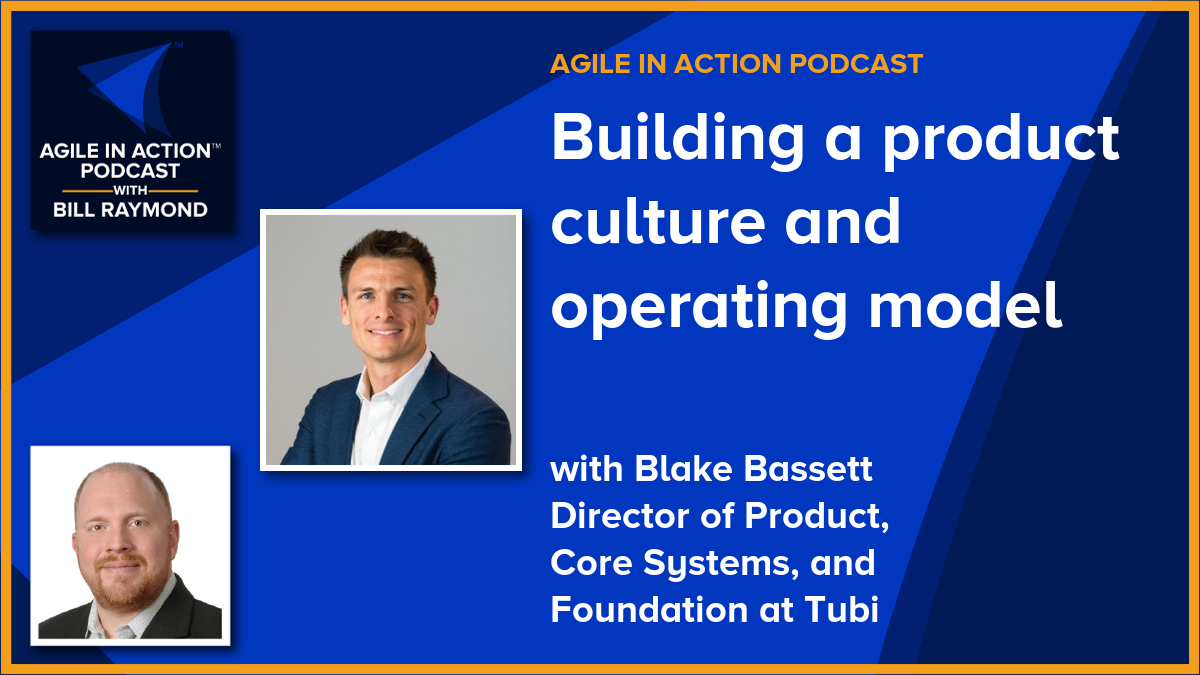 AGILE IN ACTION™
PODCAST
WITH
BILL RAYMOND
AGILE IN ACTION PODCAST
Building a product
culture and
operating model
with Blake Bassett
Director of Product,
Core Systems, and
Foundation at Tubi
TM